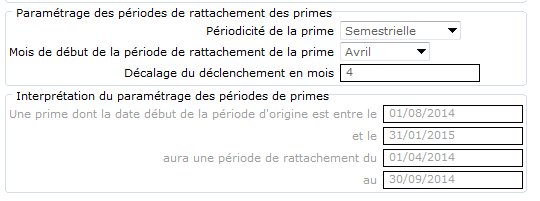 Paramétrage des périodes de rattachement des primes
Périodicité de la prime Semestrielle
Mois de début de la période de rattachement de la prime Avril
Décalage du déclenchement en mois 4
Interprétation du paramétrage des périodes de primes
Une prime dont la date début de la période d'origine est entre le 01/08/2014
et le 31/01/2015
aura une période de rattachement du 01/04/2014
au 30/09/2014